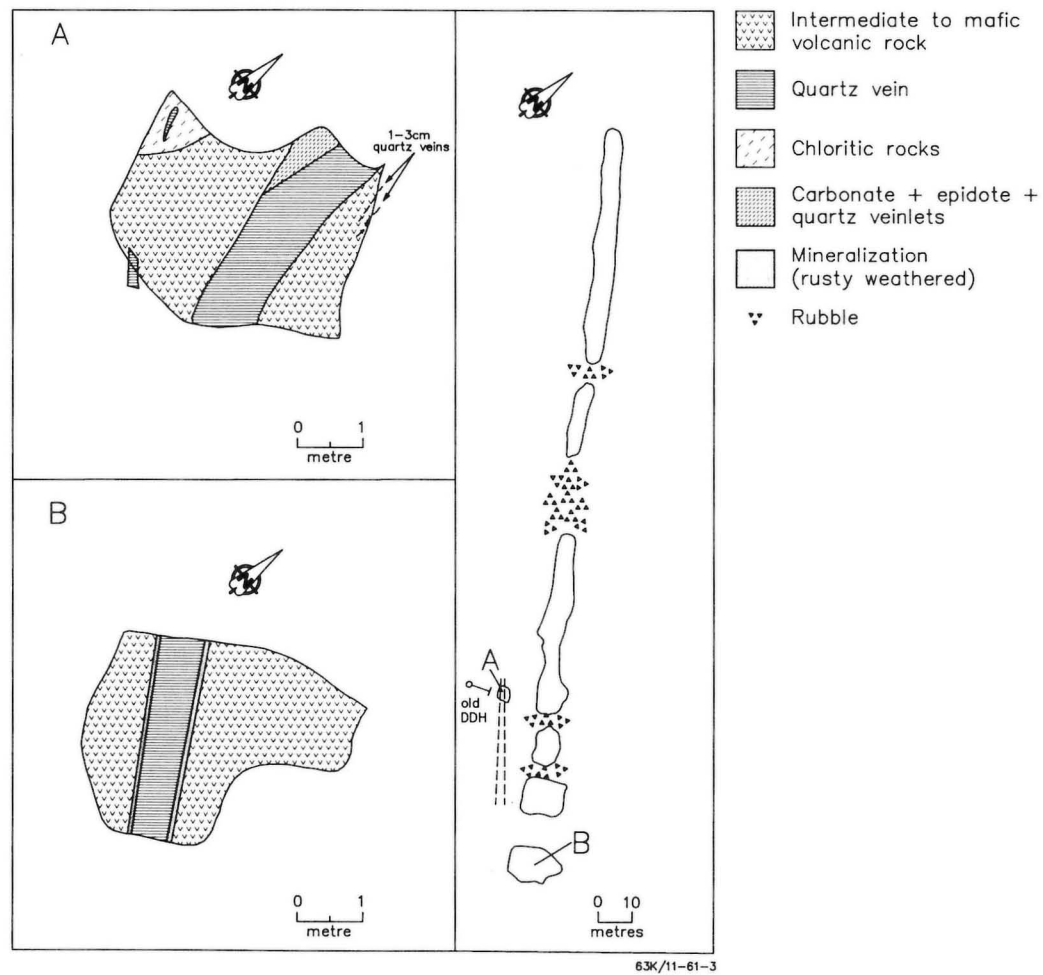 A
1-3cm
quartz veins
0 1
metre
B
0 1
metre
A
old
DDH
B
0 10
metres
Intermediate to mafic
volcanic rock
Quartz vein
Chloritic rocks
Carbonate + epidote +
quartz veinlets
Mineralization
(rusty weathered)
Rubble
63K/11-61-3